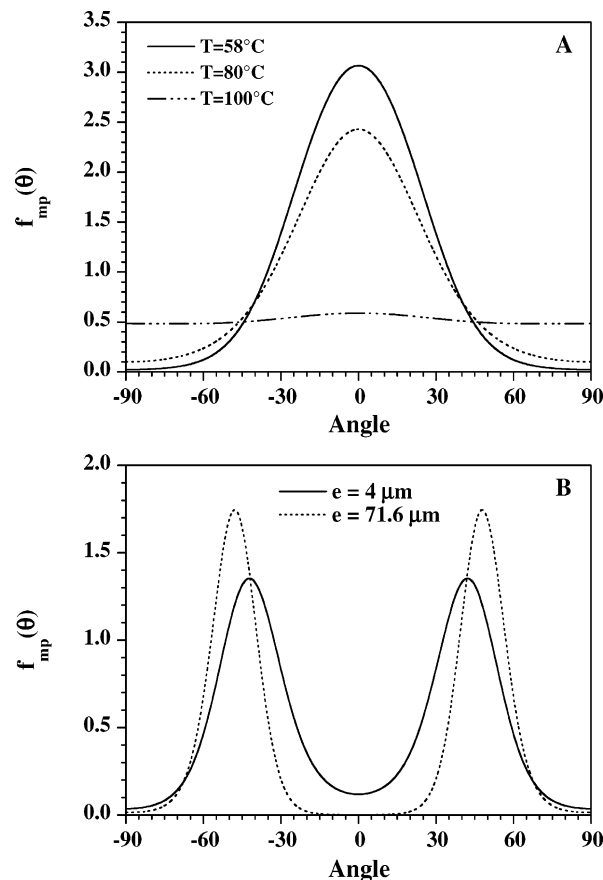 A
T=58°C
T=80°C
T=100°C
3.5
3.0
2.5
2.0
1.5
1.0
0.5
0.0
f_mp(θ)
-90 -60 -30 0 30 60 90
Angle
B
e = 4 μm
e = 71.6 μm
2.0
1.5
1.0
0.5
0.0
f_mp(θ)
-90 -60 -30 0 30 60 90
Angle